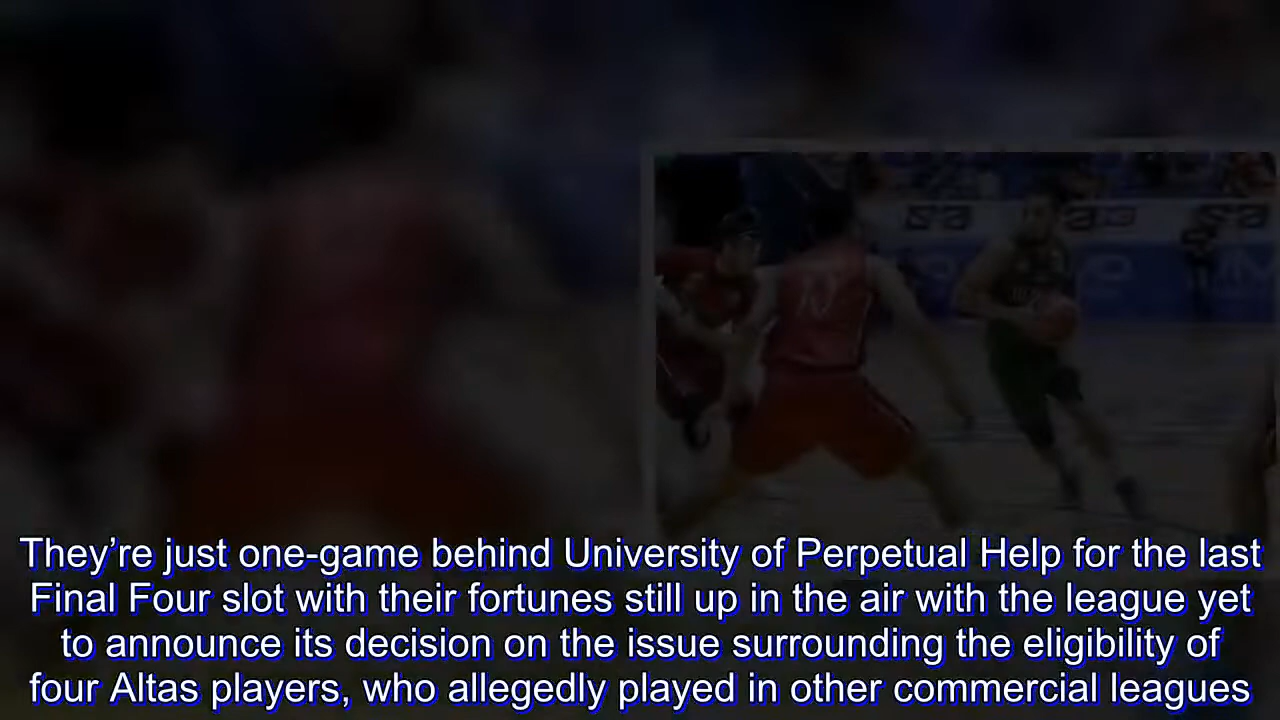 They’re just one-game behind University of Perpetual Help for the last
Final Four slot with their fortunes still up in the air with the league yet
to announce its decision on the issue surrounding the eligibility of
four Altas players, who allegedly played in other commercial leagues